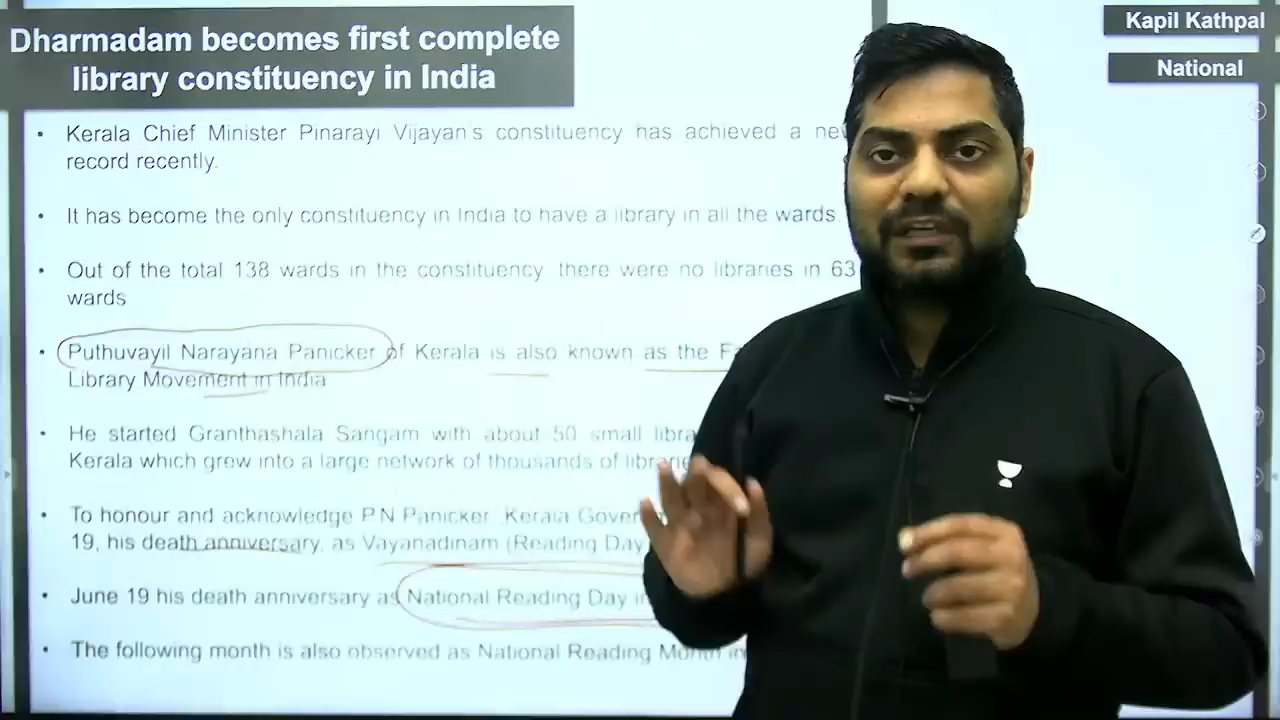 Dharmadam becomes first complete
library constituency in India
Kapil Kathpal
National
• Kerala Chief Minister Pinarayi Vijayan's constituency has achieved a
record recently.
• It has become the only constituency in India to have a library in all the wards
• Out of the total 138 wards in the constituency there were no libraries in 63
wards
• Puthuvayil Narayana Panicker of Kerala is also known as the
Library Movement in India
• He started Granthashala Sangam with about 50 small
Kerala which grew into a large network of thousands of
• To honour and acknowledge P.N Panicker, Kerala
19, his death anniversary, as Vayanadinam (Reading Day
• June 19 his death anniversary as National Reading Day in
• The following month is also observed as National Reading Month in